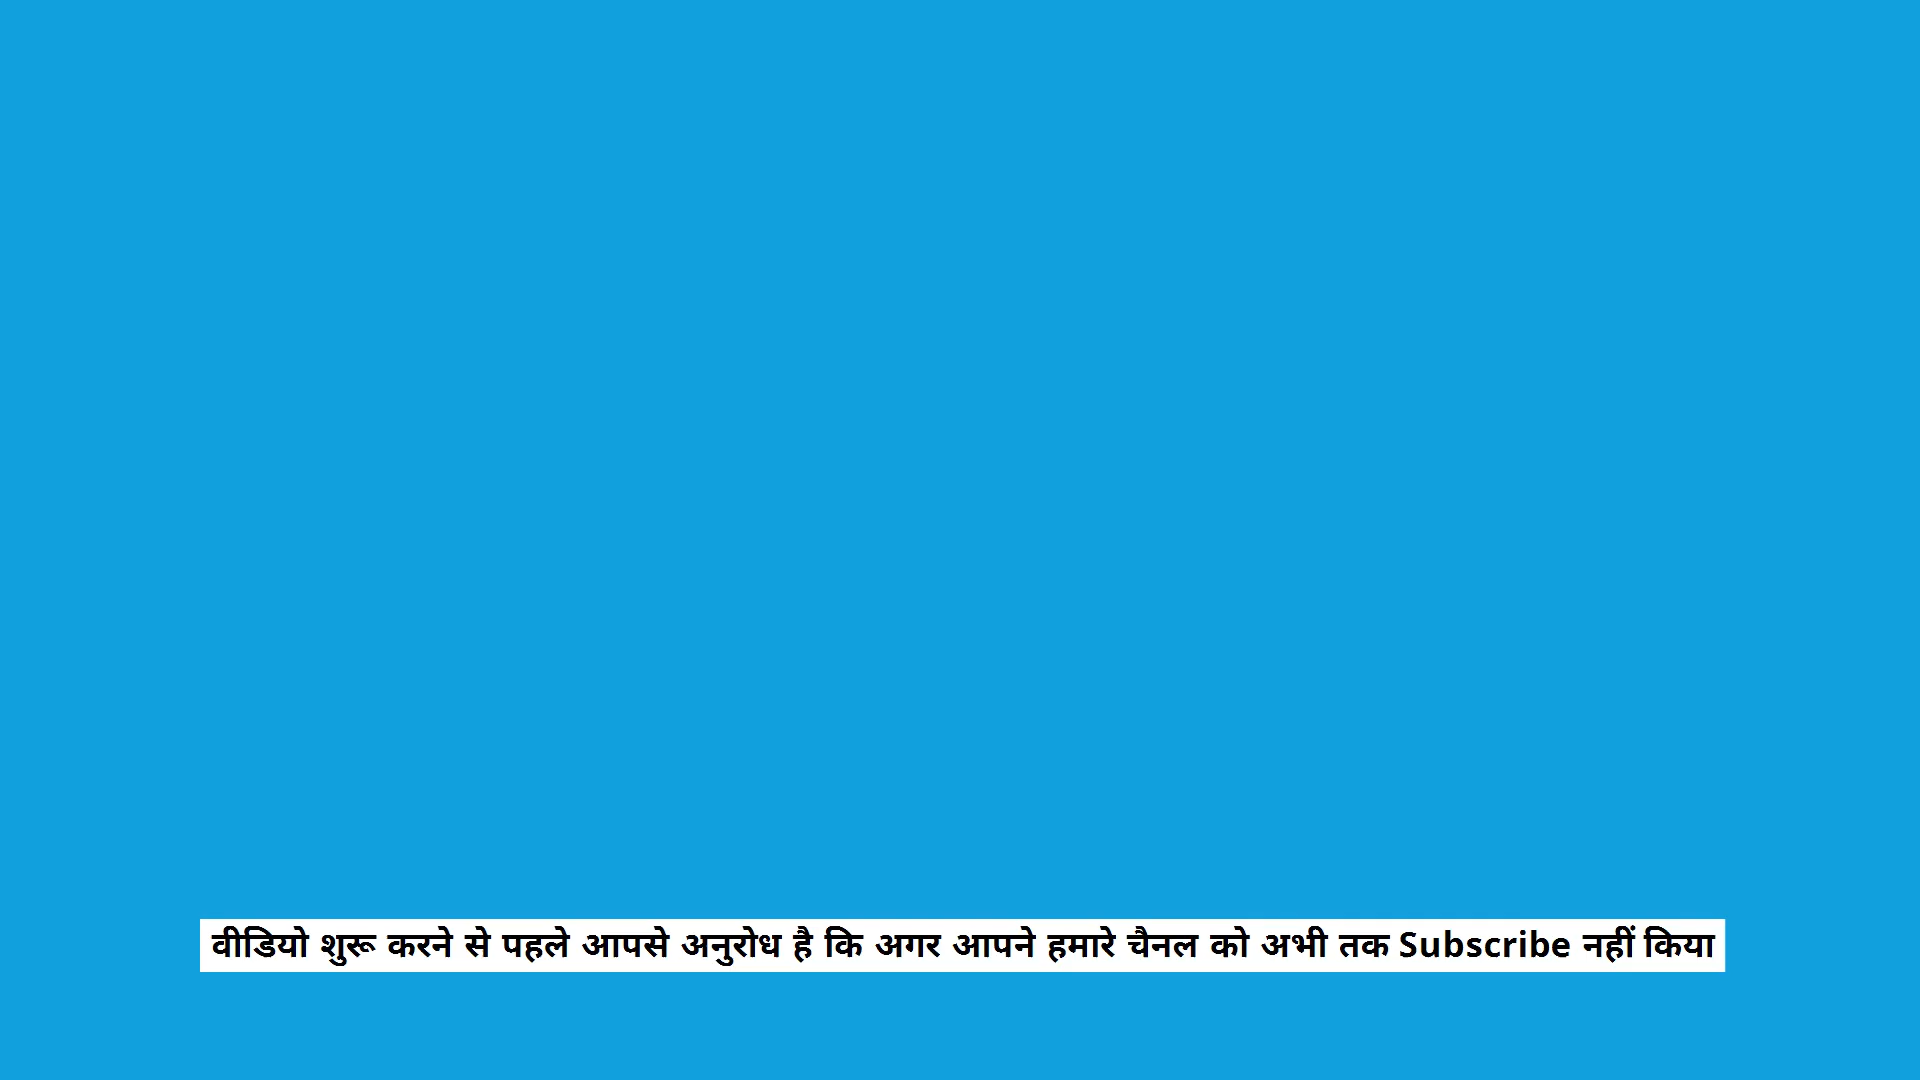 वीडियो शुरू करने से पहले आपसे अनुरोध है कि अगर आपने हमारे चैनल को अभी तक Subscribe नहीं किया